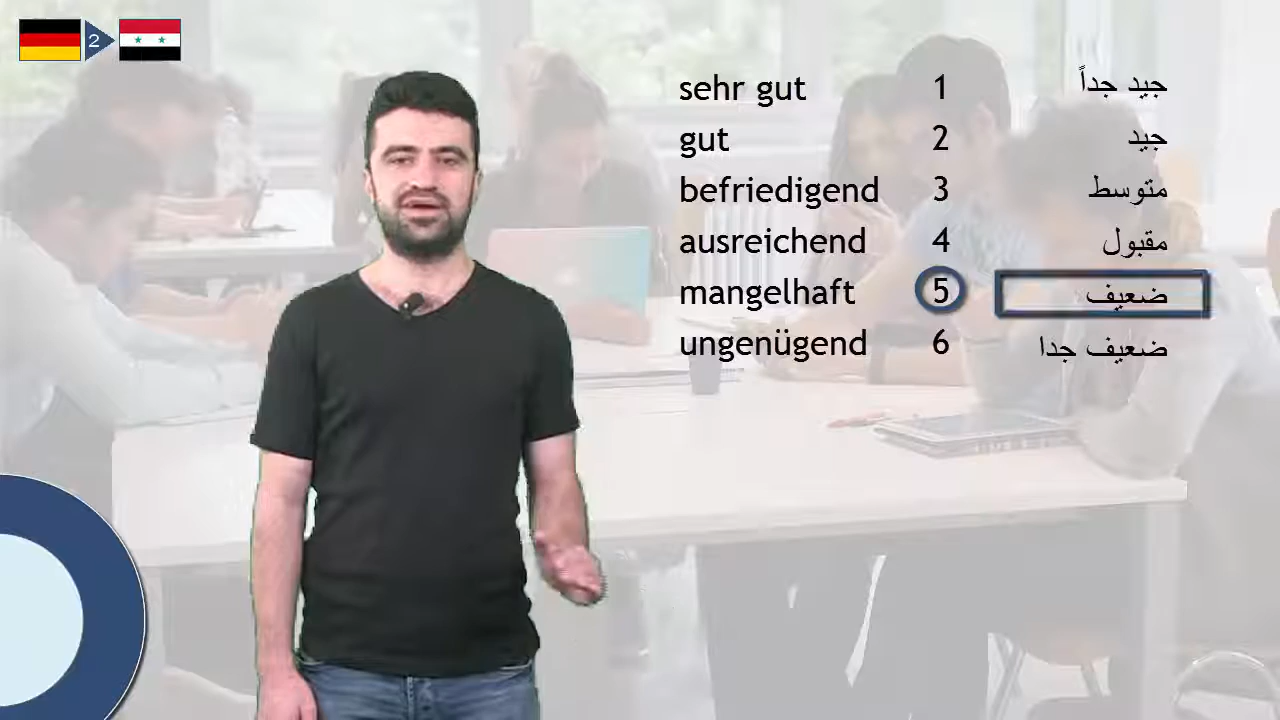 2
sehr gut 1 جيد جداً
gut 2 جيد
befriedigend 3 متوسط
ausreichend 4 مقبول
mangelhaft 5 ضعيف
ungenügend 6 ضعيف جدا